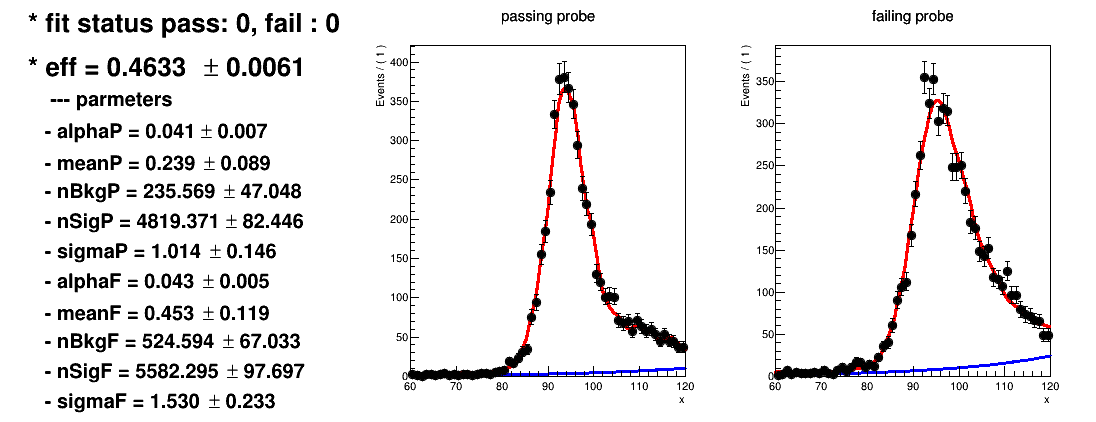 * fit status pass: 0, fail : 0
* eff = 0.4633 ± 0.0061
--- parmeters
- alphaP = 0.041 ± 0.007
- meanP = 0.239 ± 0.089
- nBkgP = 235.569 ± 47.048
- nSigP = 4819.371 ± 82.446
- sigmaP = 1.014 ± 0.146
- alphaF = 0.043 ± 0.005
- meanF = 0.453 ± 0.119
- nBkgF = 524.594 ± 67.033
- nSigF = 5582.295 ± 97.697
- sigmaF = 1.530 ± 0.233
passing probe
Events / ( 1 )
400
350
300
250
200
150
100
50
0
60 70 80 90 100 110 120
x
failing probe
Events / ( 1 )
350
300
250
200
150
100
50
0
60 70 80 90 100 110 120
x